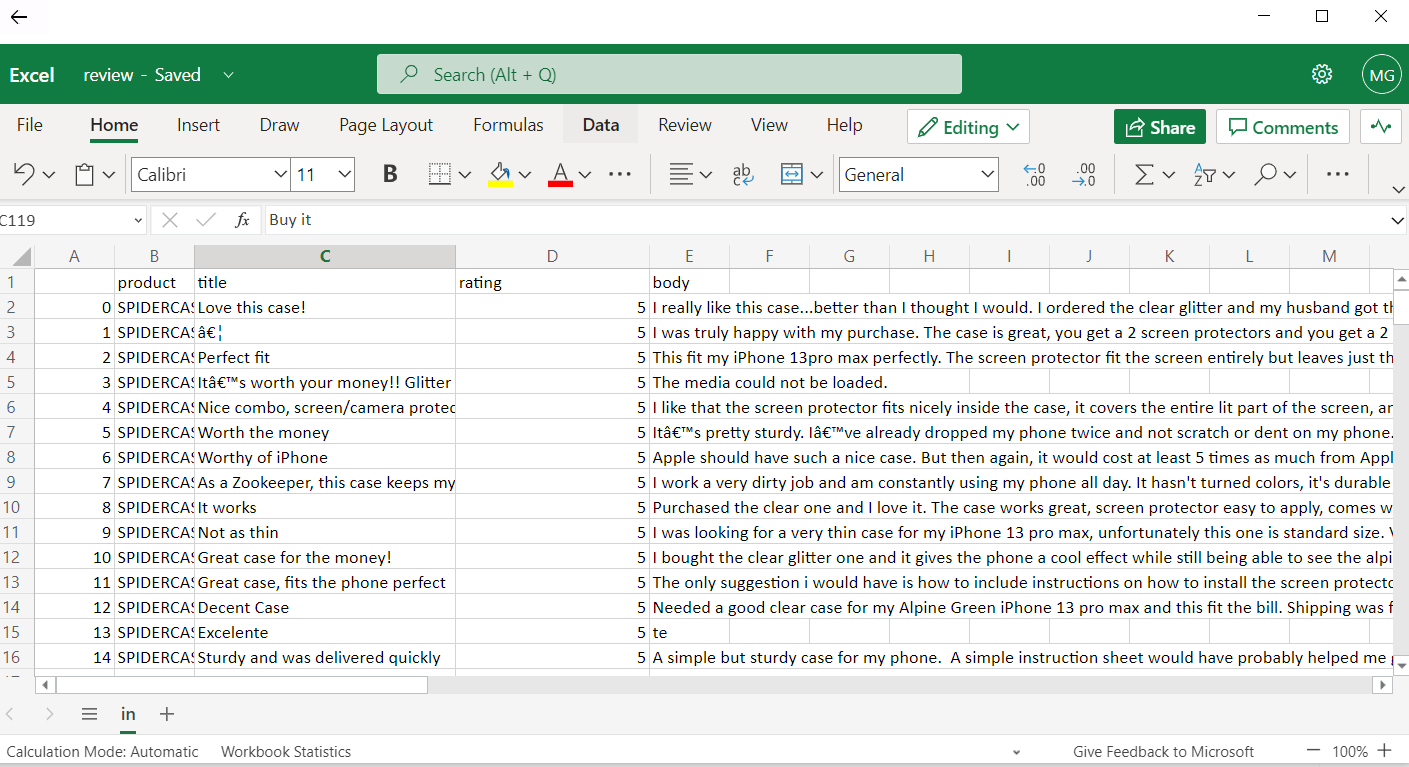 Excel review - Saved Search (Alt + Q) MG
File Home Insert Draw Page Layout Formulas Data Review View Help Editing Share Comments
Calibri 11 B A ab General
C119 fx Buy it
A B C D E F G H I J K L M
1 product title rating body
2 0 SPIDERCAS Love this case! 5 I really like this case...better than I thought I would. I ordered the clear glitter and my husband got th
3 1 SPIDERCAS â€¦ 5 I was truly happy with my purchase. The case is great, you get a 2 screen protectors and you get a 2
4 2 SPIDERCAS Perfect fit 5 This fit my iPhone 13pro max perfectly. The screen protector fit the screen entirely but leaves just th
5 3 SPIDERCAS Itâ€™s worth your money!! Glitter 5 The media could not be loaded.
6 4 SPIDERCAS Nice combo, screen/camera protec 5 I like that the screen protector fits nicely inside the case, it covers the entire lit part of the screen, an
7 5 SPIDERCAS Worth the money 5 Itâ€™s pretty sturdy. Iâ€™ve already dropped my phone twice and not scratch or dent on my phone.
8 6 SPIDERCAS Worthy of iPhone 5 Apple should have such a nice case. But then again, it would cost at least 5 times as much from Appl
9 7 SPIDERCAS As a Zookeeper, this case keeps my 5 I work a very dirty job and am constantly using my phone all day. It hasn't turned colors, it's durable
10 8 SPIDERCAS It works 5 Purchased the clear one and I love it. The case works great, screen protector easy to apply, comes w
11 9 SPIDERCAS Not as thin 5 I was looking for a very thin case for my iPhone 13 pro max, unfortunately this one is standard size. V
12 10 SPIDERCAS Great case for the money! 5 I bought the clear glitter one and it gives the phone a cool effect while still being able to see the alpi
13 11 SPIDERCAS Great case, fits the phone perfect 5 The only suggestion i would have is how to include instructions on how to install the screen protecto
14 12 SPIDERCAS Decent Case 5 Needed a good clear case for my Alpine Green iPhone 13 pro max and this fit the bill. Shipping was f
15 13 SPIDERCAS Excelente 5 te
16 14 SPIDERCAS Sturdy and was delivered quickly 5 A simple but sturdy case for my phone.  A simple instruction sheet would have probably helped me
in
Calculation Mode: Automatic Workbook Statistics Give Feedback to Microsoft 100%